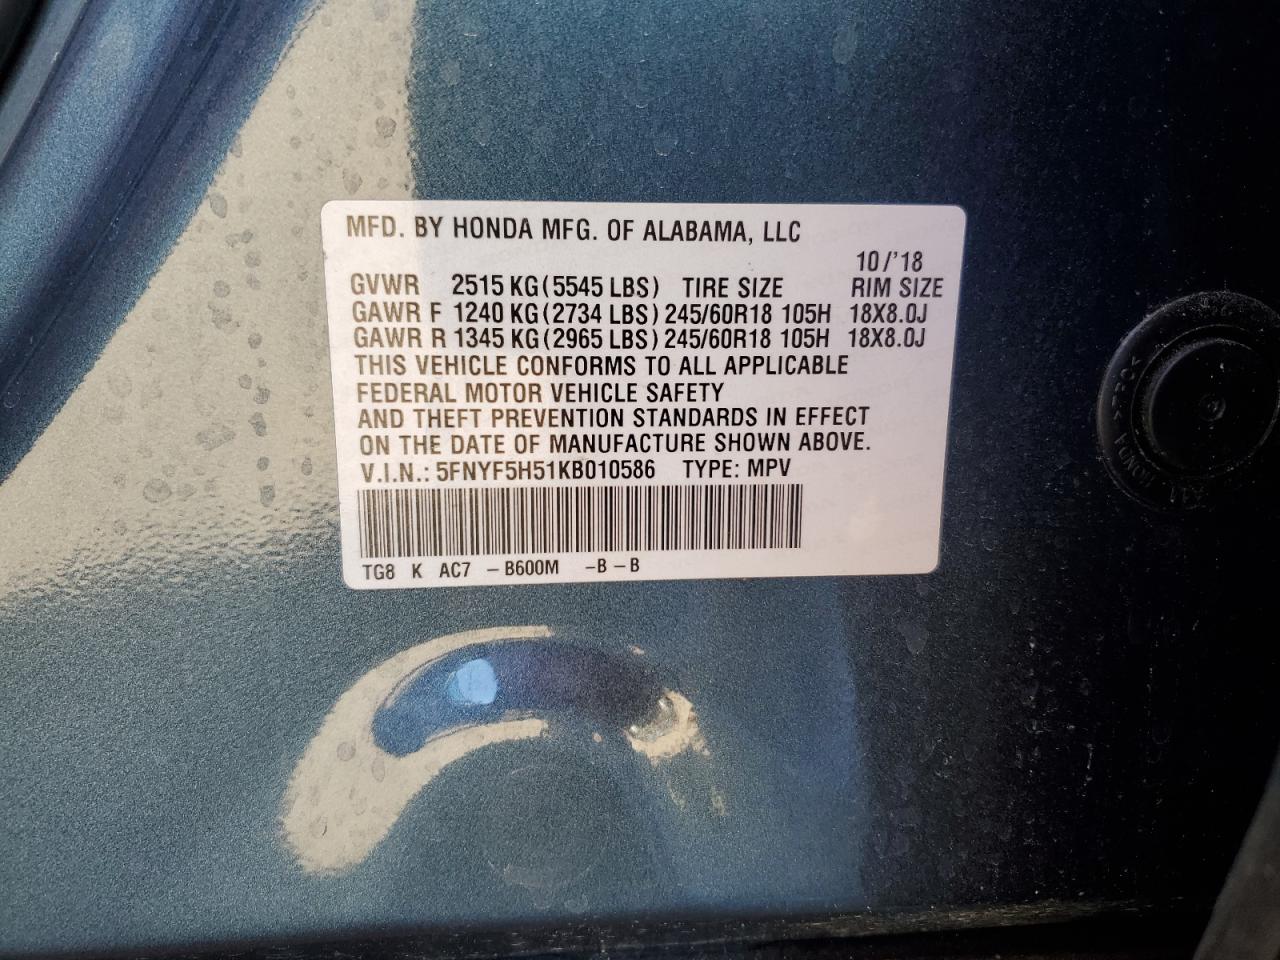 MFD. BY HONDA MFG. OF ALABAMA, LLC
10/'18
GVWR 2515 KG (5545 LBS) TIRE SIZE RIM SIZE
GAWR F 1240 KG (2734 LBS) 245/60R18 105H 18X8.0J
GAWR R 1345 KG (2965 LBS) 245/60R18 105H 18X8.0J
THIS VEHICLE CONFORMS TO ALL APPLICABLE
FEDERAL MOTOR VEHICLE SAFETY
AND THEFT PREVENTION STANDARDS IN EFFECT
ON THE DATE OF MANUFACTURE SHOWN ABOVE.
V.I.N.: 5FNYF5H51KB010586 TYPE: MPV
TG8 K AC7 - B600M - B - B
HONDA